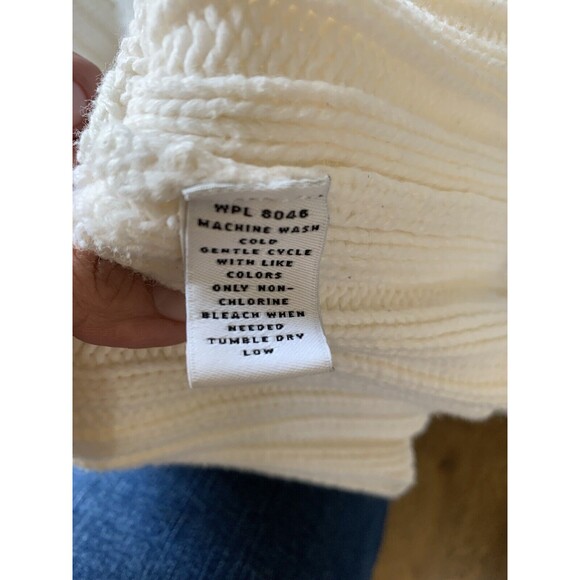 WPL 8046
MACHINE WASH
COLD
GENTLE CYCLE
WITH LIKE
COLORS
ONLY NON-
CHLORINE
BLEACH WHEN
NEEDED
TUMBLE DRY
LOW